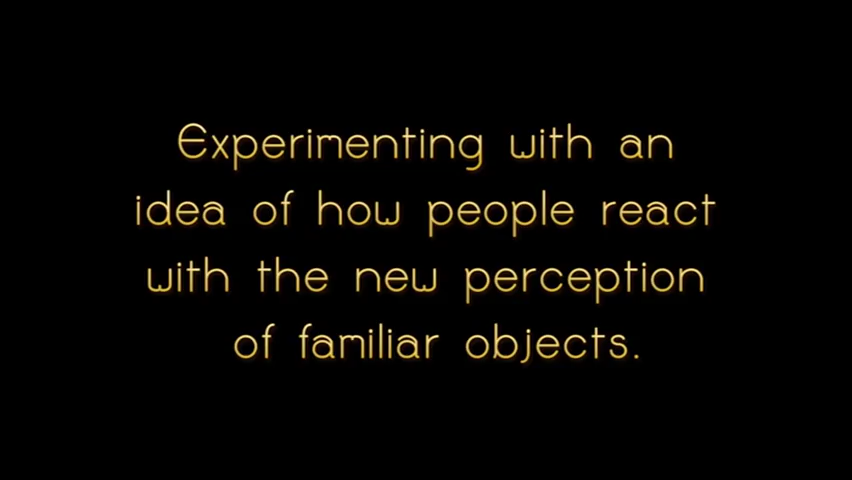 Experimenting with an
idea of how people react
with the new perception
of familiar objects.